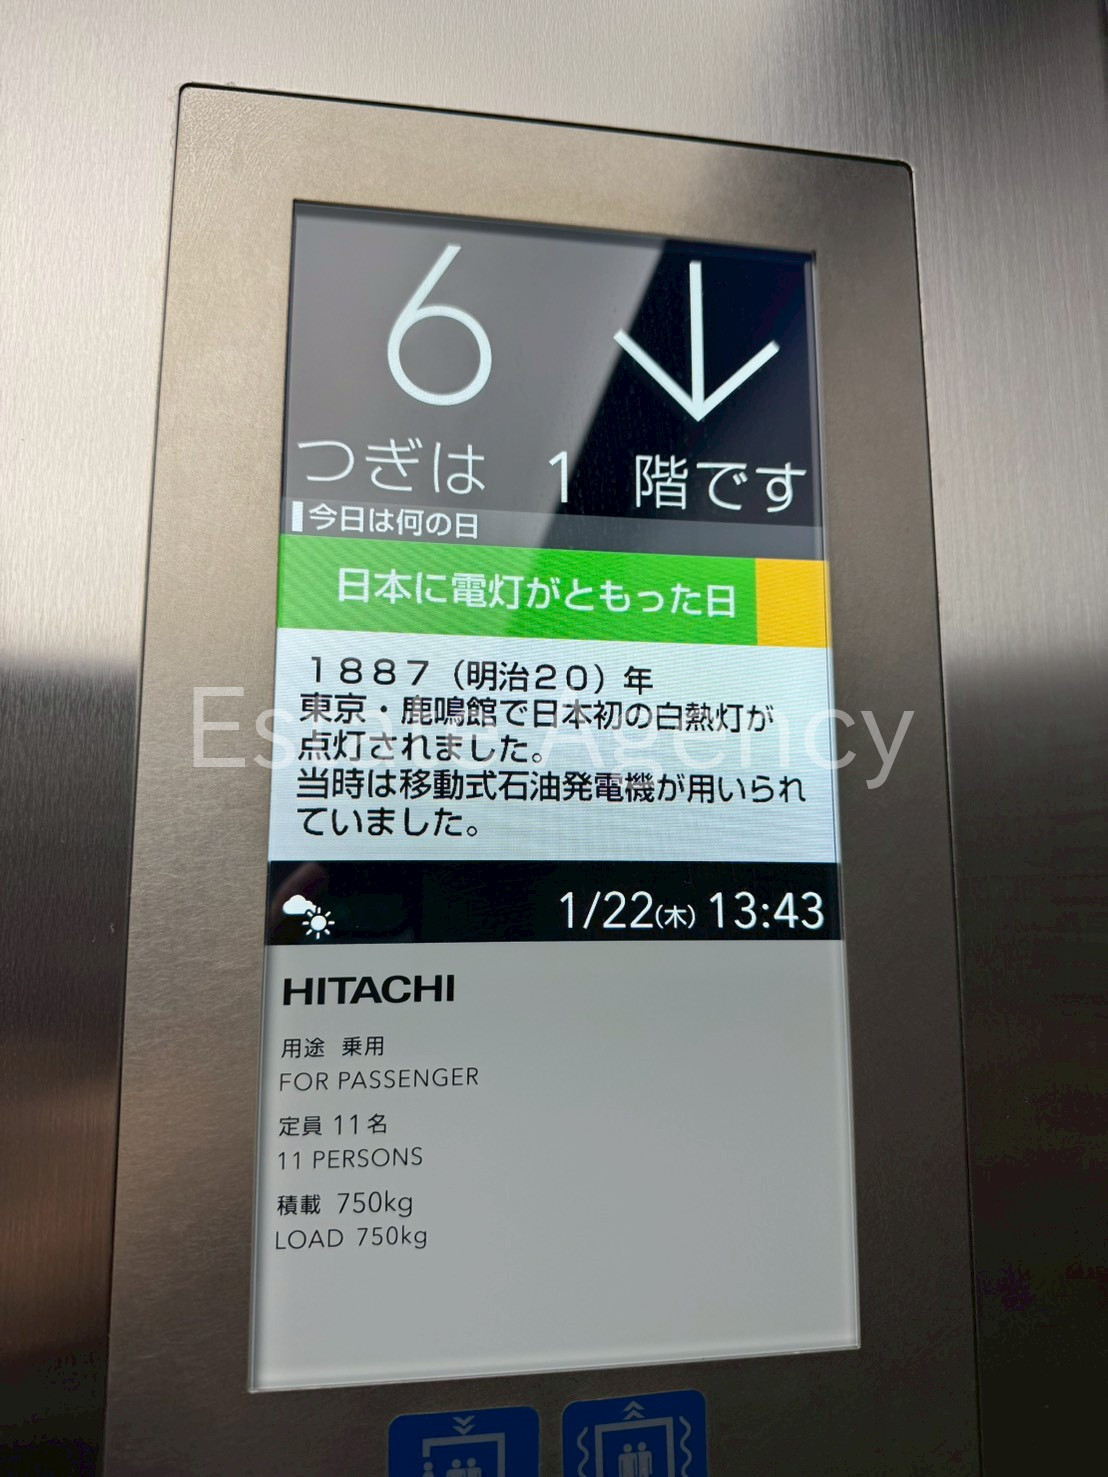 6 ↓
つぎは 1 階です
今日は何の日
日本に電灯がともった日
1887（明治20）年
東京・鹿鳴館で日本初の白熱灯が
点灯されました。
当時は移動式石油発電機が用いられ
ていました。
Estate Agency
1/22(木) 13:43
HITACHI
用途 乗用
FOR PASSENGER
定員 11名
11 PERSONS
積載 750kg
LOAD 750kg